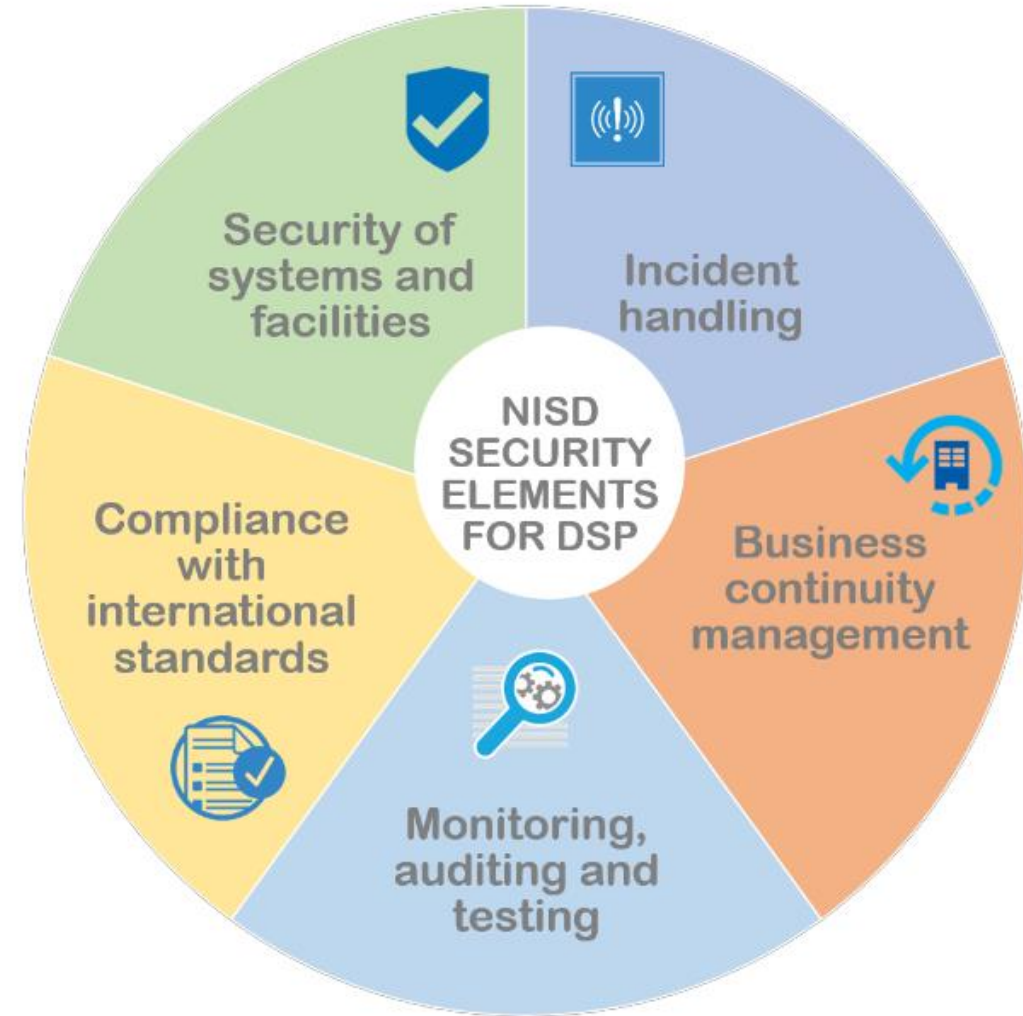 Security of
systems and
facilities
Incident
handling
NISD
SECURITY
ELEMENTS
FOR DSP
Compliance
with
international
standards
Business
continuity
management
Monitoring,
auditing and
testing